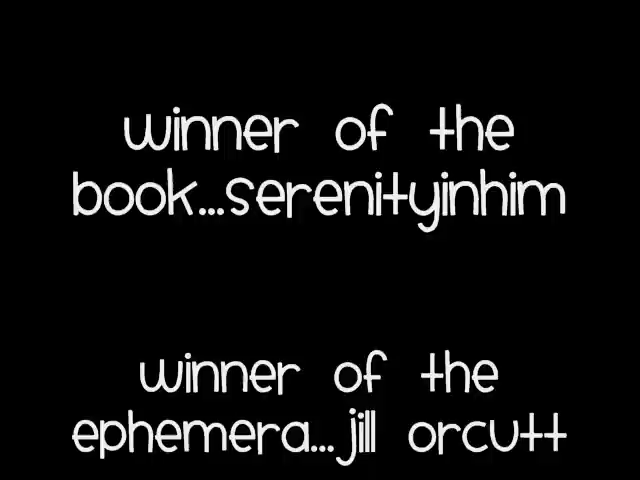 winner of the
book...serenityinhim
winner of the
ephemera...jill orcutt